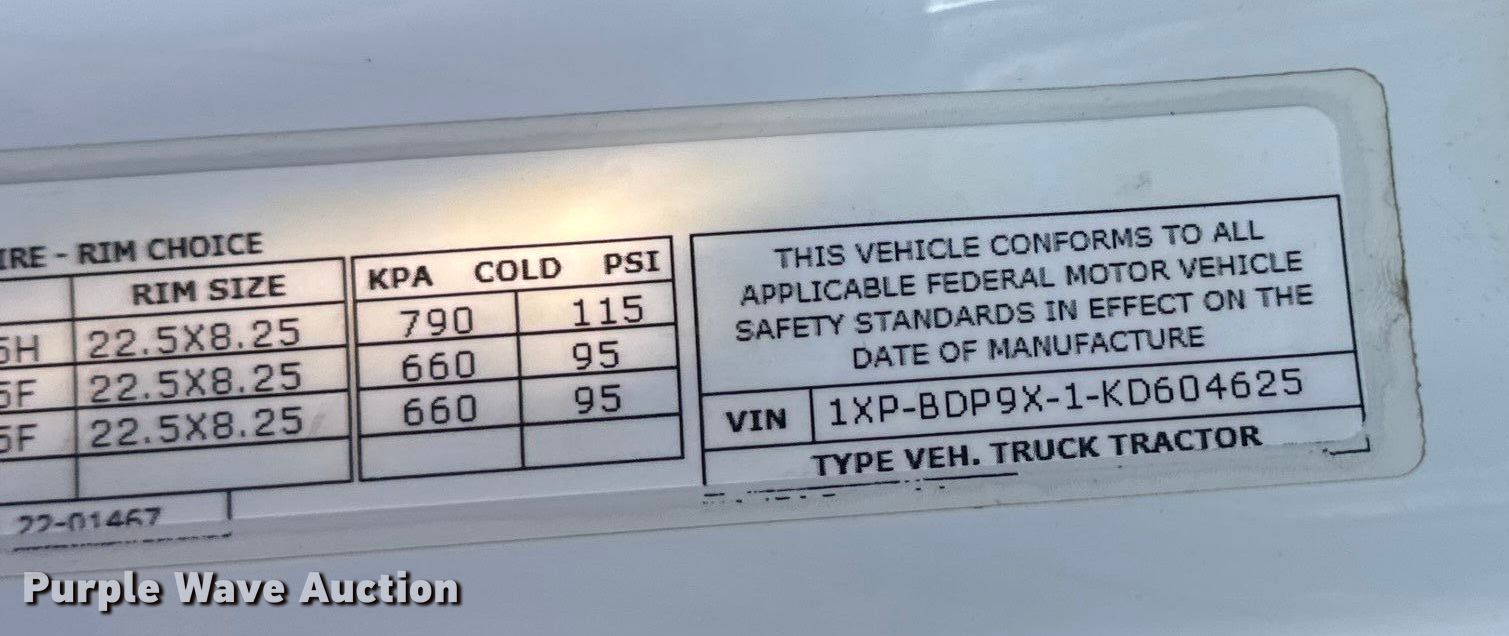 IRE - RIM CHOICE
RIM SIZE
5H 22.5X8.25
5F 22.5X8.25
5F 22.5X8.25
22-01467
KPA COLD PSI
790 115
660 95
660 95
THIS VEHICLE CONFORMS TO ALL
APPLICABLE FEDERAL MOTOR VEHICLE
SAFETY STANDARDS IN EFFECT ON THE
DATE OF MANUFACTURE
VIN 1XP-BDP9X-1-KD604625
TYPE VEH. TRUCK TRACTOR
Purple Wave Auction